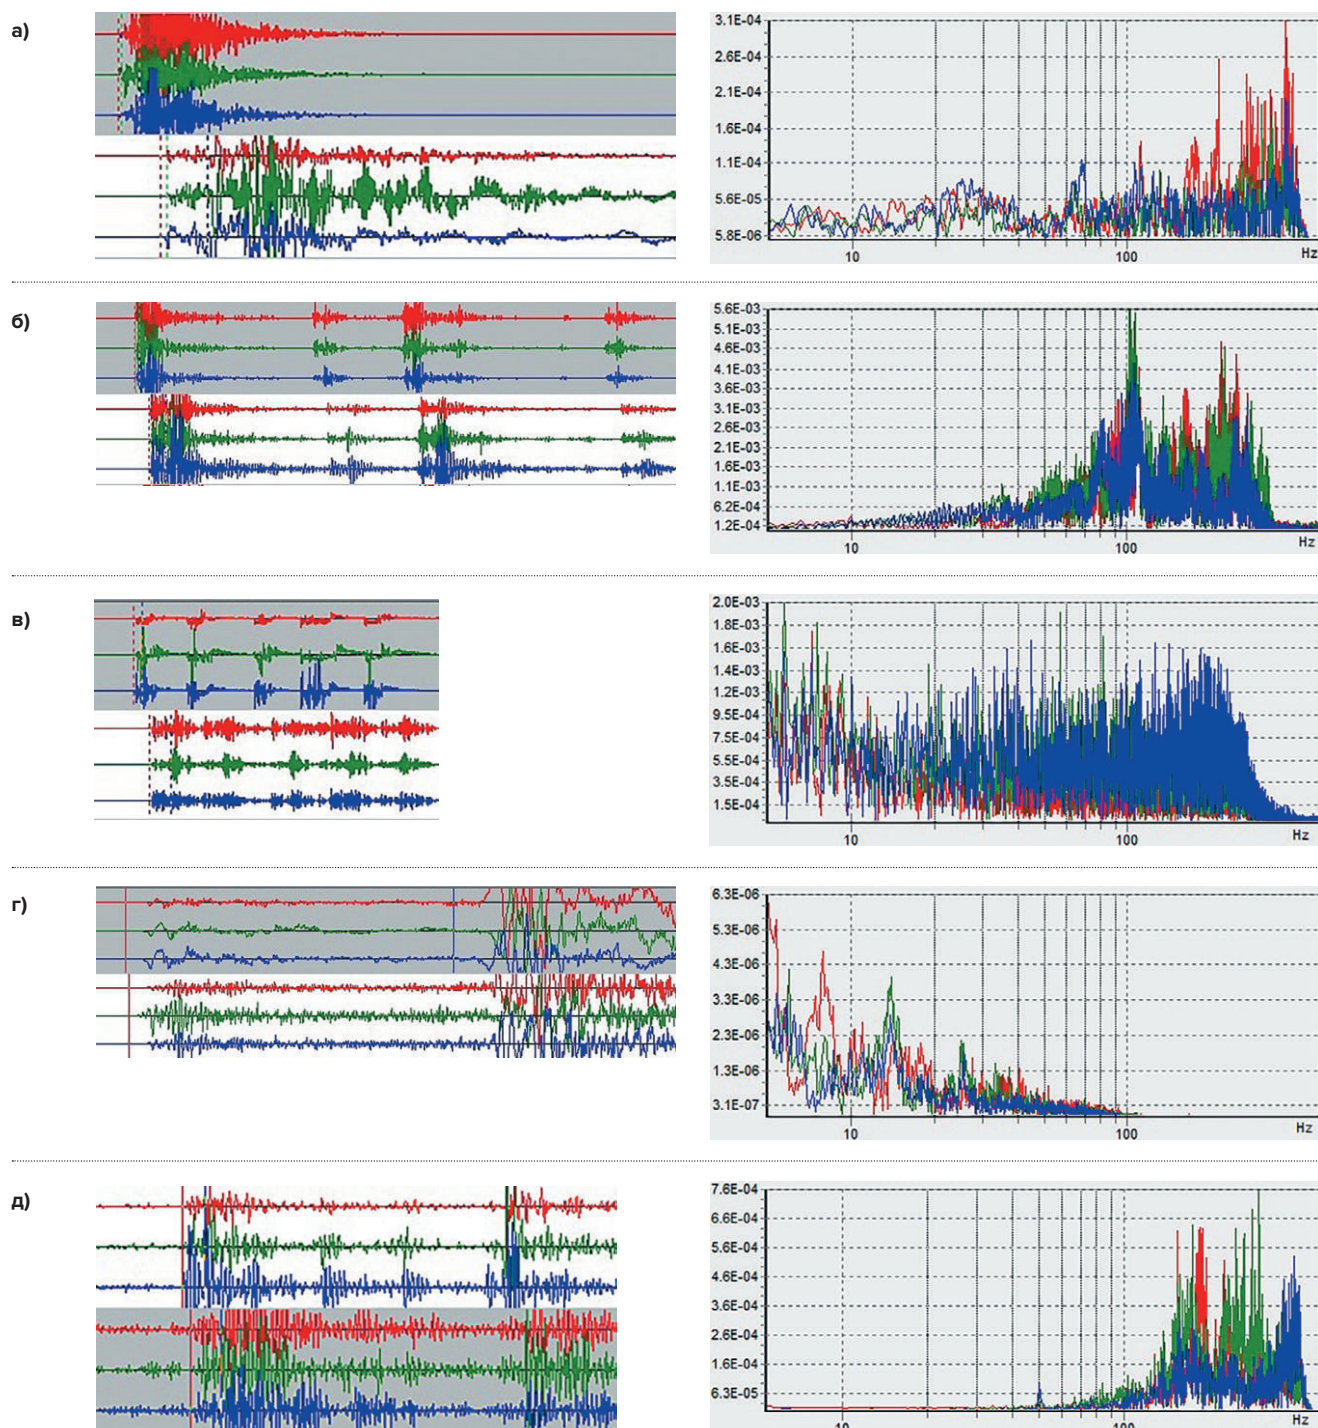 а)
3.1E-04
2.6E-04
2.1E-04
1.6E-04
1.1E-04
5.6E-05
5.8E-06
10 100 Hz
б)
5.6E-03
5.1E-03
4.6E-03
4.1E-03
3.6E-03
3.1E-03
2.6E-03
2.1E-03
1.6E-03
1.1E-03
6.2E-04
1.2E-04
10 100 Hz
в)
2.0E-03
1.8E-03
1.6E-03
1.4E-03
1.2E-03
9.5E-04
7.5E-04
5.5E-04
3.5E-04
1.5E-04
10 100 Hz
г)
6.3E-06
5.3E-06
4.3E-06
3.3E-06
2.3E-06
1.3E-06
3.1E-07
10 100 Hz
д)
7.6E-04
6.6E-04
5.6E-04
4.6E-04
3.6E-04
2.6E-04
1.6E-04
6.3E-05
10 100 Hz